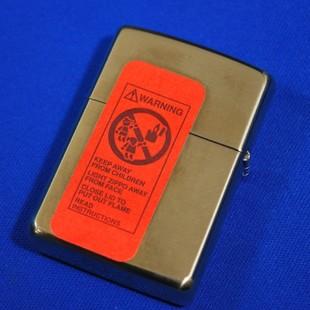 WARNING
KEEP AWAY
FROM CHILDREN
LIGHT ZIPPO AWAY
FROM FACE
CLOSE LID TO
PUT OUT FLAME
READ
INSTRUCTIONS